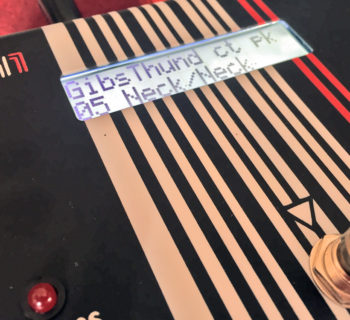 GibsThund ct pk
05 Neck/Neck